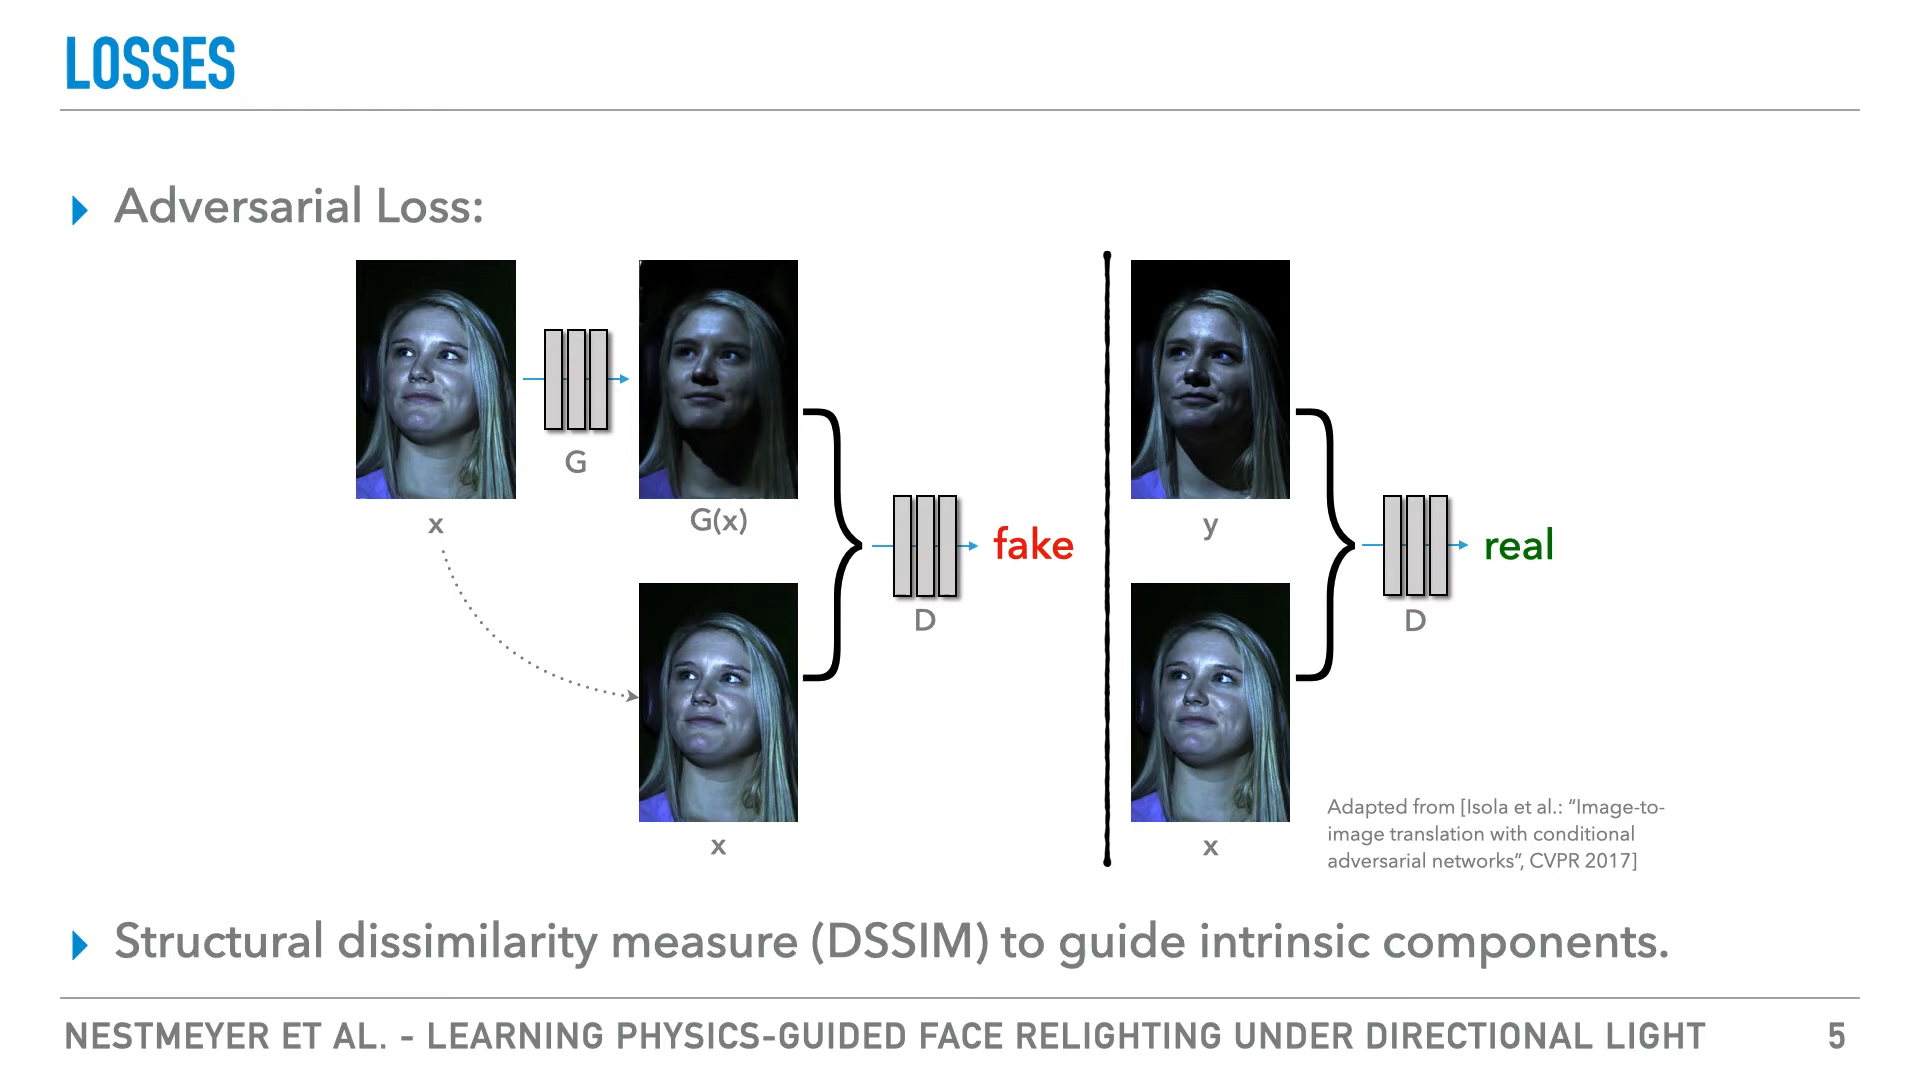 LOSSES
Adversarial Loss:
G
x
G(x)
D
fake
x
y
D
real
x
Adapted from [Isola et al.: “Image-to-
image translation with conditional
adversarial networks”, CVPR 2017]
Structural dissimilarity measure (DSSIM) to guide intrinsic components.
NESTMEYER ET AL. - LEARNING PHYSICS-GUIDED FACE RELIGHTING UNDER DIRECTIONAL LIGHT 5